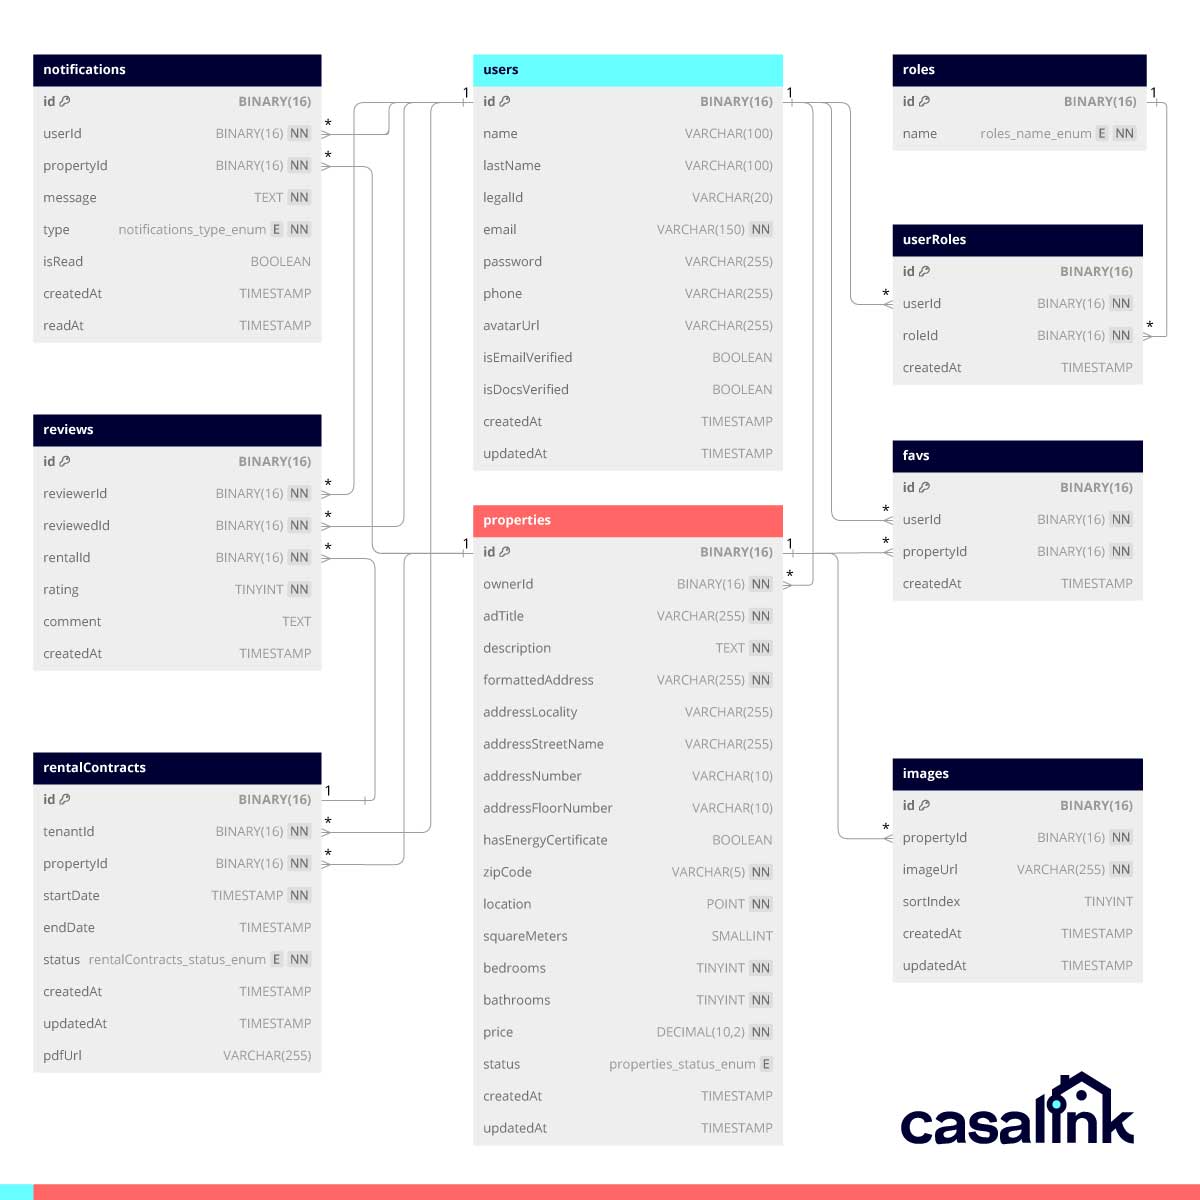 notifications
id BINARY(16)
* userId BINARY(16) NN
* propertyId BINARY(16) NN
message TEXT NN
type notifications_type_enum E NN
isRead BOOLEAN
createdAt TIMESTAMP
readAt TIMESTAMP
reviews
id BINARY(16)
reviewerId BINARY(16) NN *
reviewedId BINARY(16) NN *
rentalId BINARY(16) NN *
rating TINYINT NN
comment TEXT
createdAt TIMESTAMP
rentalContracts
id BINARY(16) 1
tenantId BINARY(16) NN *
propertyId BINARY(16) NN *
startDate TIMESTAMP NN
endDate TIMESTAMP
status rentalContracts_status_enum E NN
createdAt TIMESTAMP
updatedAt TIMESTAMP
pdfUrl VARCHAR(255)
users
1 id BINARY(16) 1
name VARCHAR(100)
lastName VARCHAR(100)
legalId VARCHAR(20)
email VARCHAR(150) NN
password VARCHAR(255)
phone VARCHAR(255)
avatarUrl VARCHAR(255)
isEmailVerified BOOLEAN
isDocsVerified BOOLEAN
createdAt TIMESTAMP
updatedAt TIMESTAMP
properties
1 id BINARY(16) 1
ownerId BINARY(16) NN *
adTitle VARCHAR(255) NN
description TEXT NN
formattedAddress VARCHAR(255) NN
addressLocality VARCHAR(255)
addressStreetName VARCHAR(255)
addressNumber VARCHAR(10)
addressFloorNumber VARCHAR(10)
hasEnergyCertificate BOOLEAN
zipCode VARCHAR(5) NN
location POINT NN
squareMeters SMALLINT
bedrooms TINYINT NN
bathrooms TINYINT NN
price DECIMAL(10,2) NN
status properties_status_enum E
createdAt TIMESTAMP
updatedAt TIMESTAMP
roles
id BINARY(16) 1
name roles_name_enum E NN
userRoles
id BINARY(16)
* userId BINARY(16) NN
roleId BINARY(16) NN *
createdAt TIMESTAMP
favs
id BINARY(16)
* userId BINARY(16) NN
* propertyId BINARY(16) NN
createdAt TIMESTAMP
images
id BINARY(16)
* propertyId BINARY(16) NN
imageUrl VARCHAR(255) NN
sortIndex TINYINT
createdAt TIMESTAMP
updatedAt TIMESTAMP
casalink